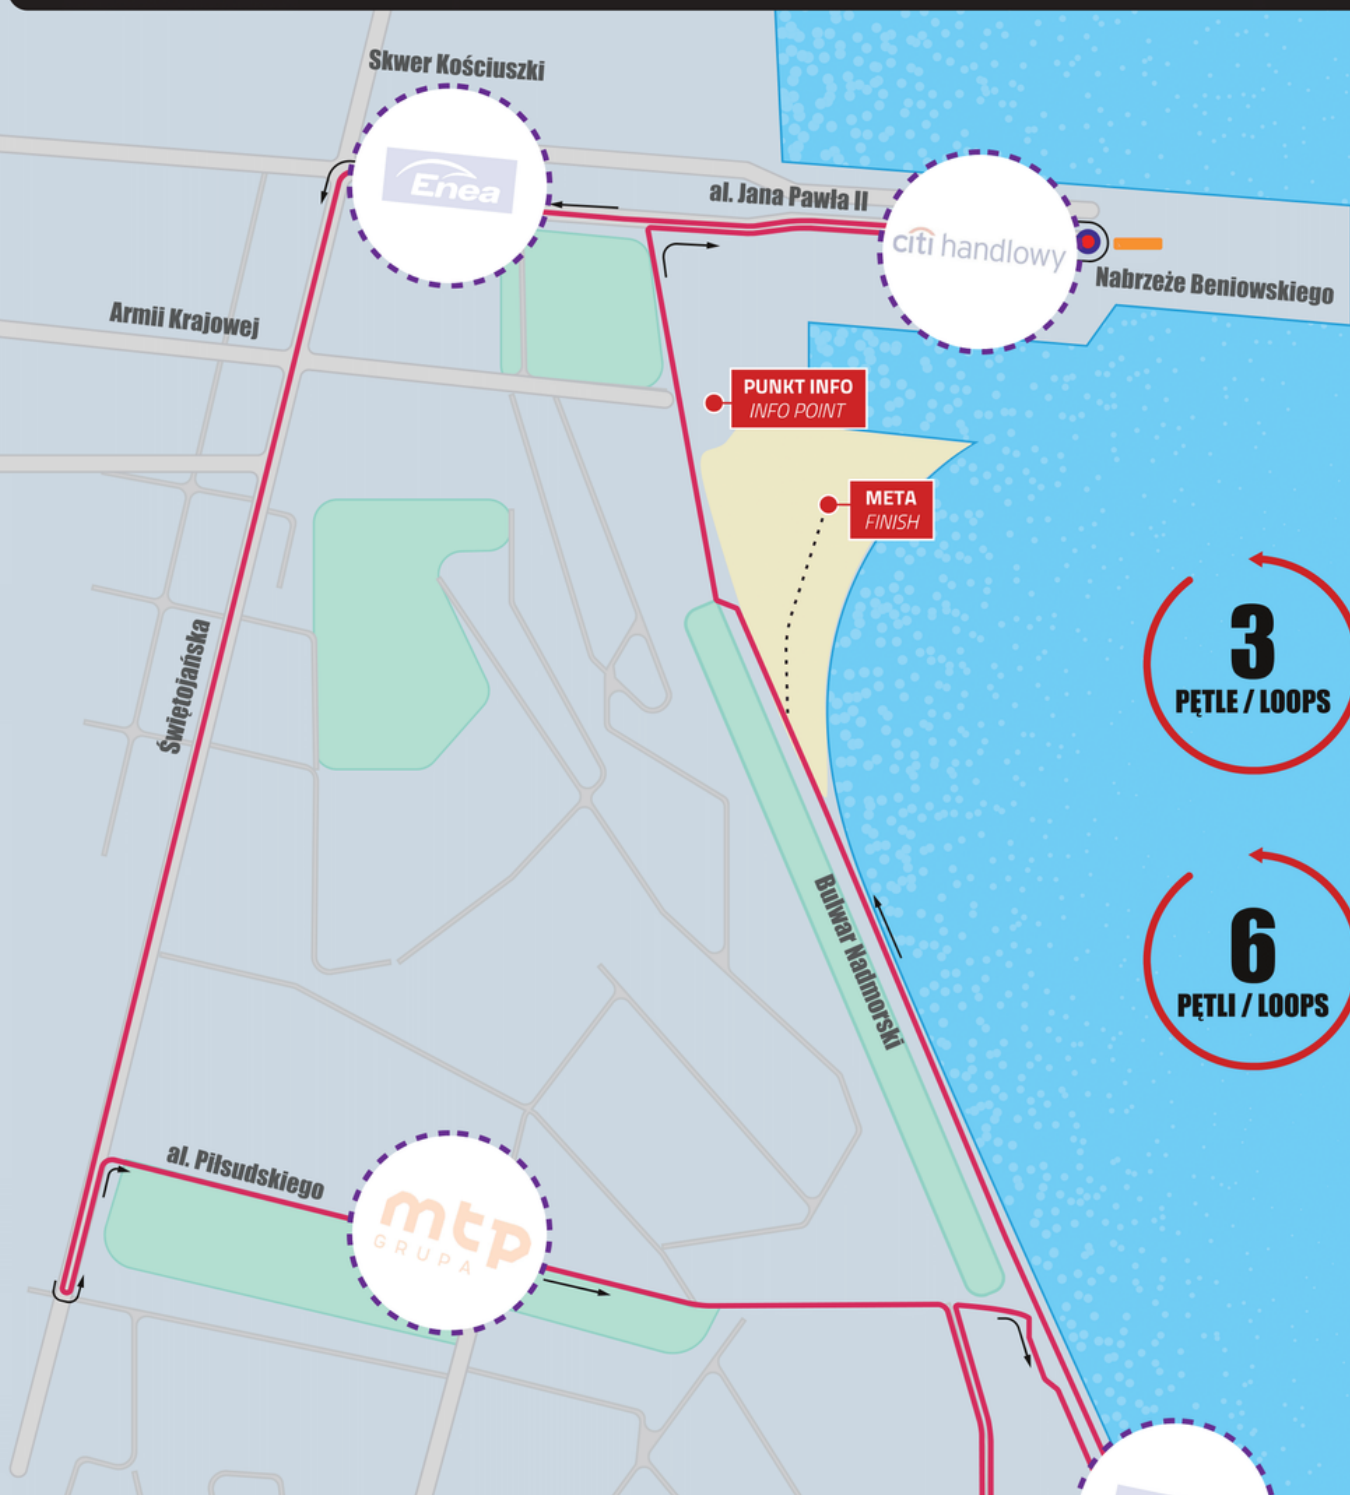 Skwer Kościuszki
Enea
al. Jana Pawła II
citi handlowy
Nabrzeże Beniowskiego
Armii Krajowej
PUNKT INFO
INFO POINT
META
FINISH
3
PĘTLE / LOOPS
Świętojańska
6
PĘTLI / LOOPS
Bulwar Nadmorski
al. Piłsudskiego
mtp
GRUPA